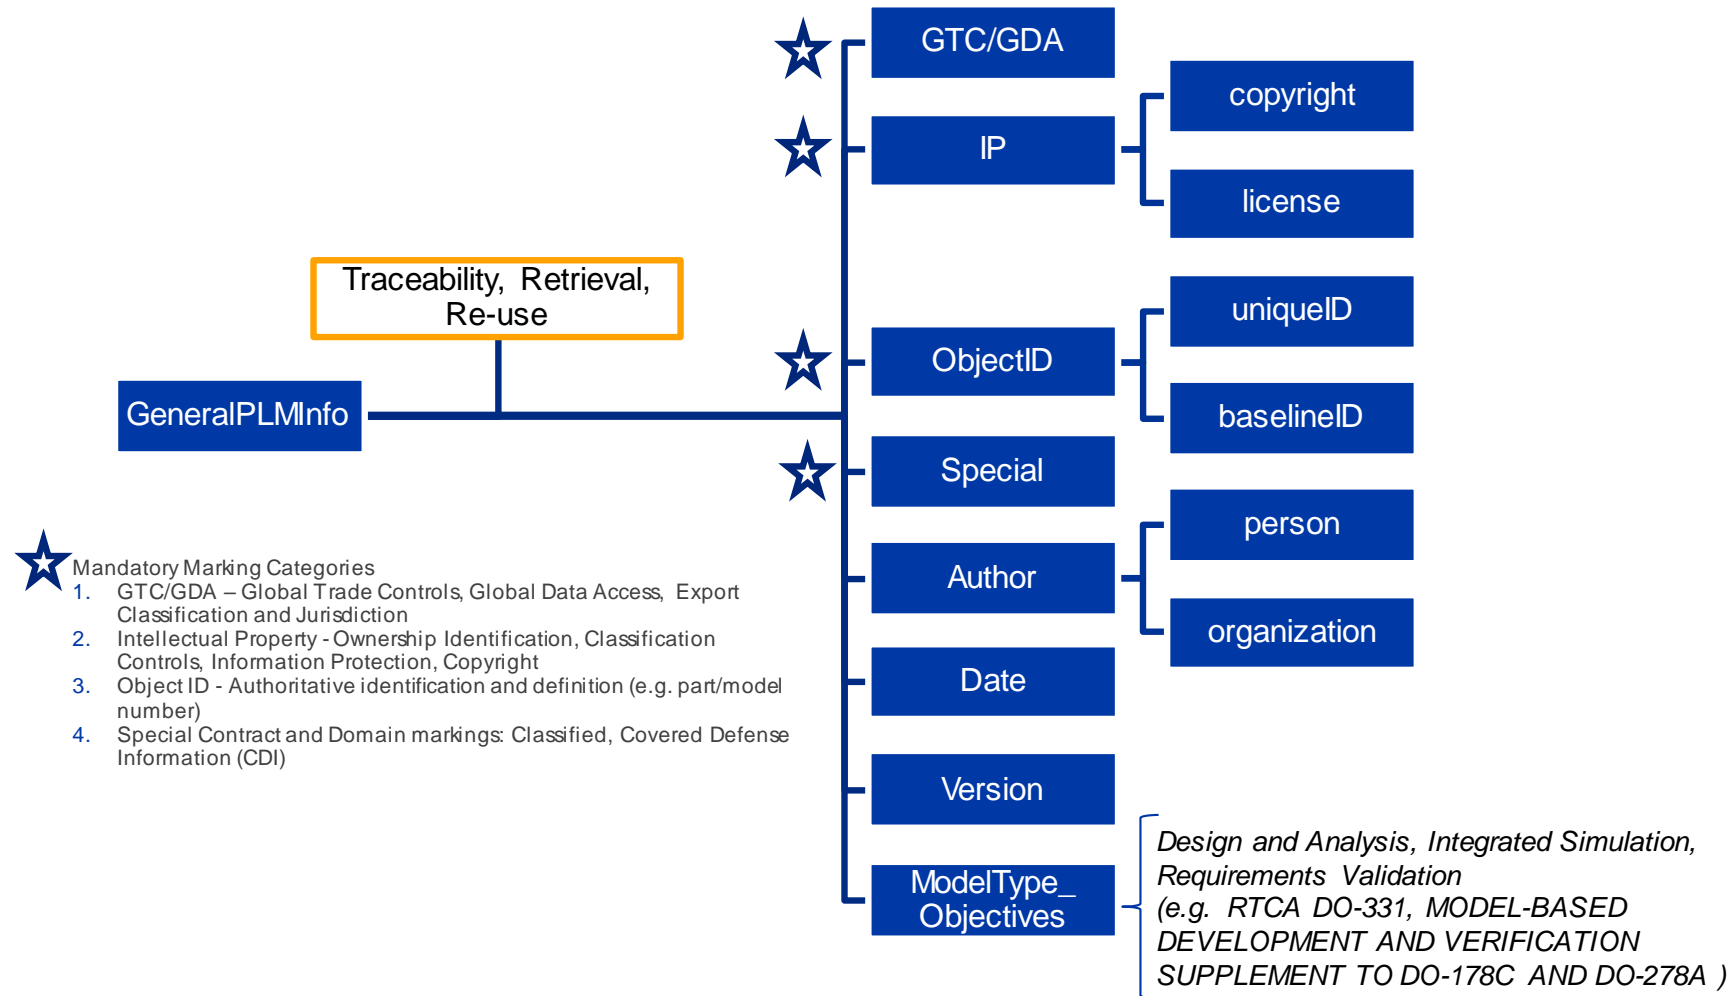 GTC/GDA
copyright
IP
license
Traceability, Retrieval,
Re-use
uniqueID
ObjectID
GeneralPLMInfo
baselineID
Special
person
Mandatory Marking Categories
1. GTC/GDA – Global Trade Controls, Global Data Access, Export
Classification and Jurisdiction
2. Intellectual Property - Ownership Identification, Classification
Controls, Information Protection, Copyright
3. Object ID - Authoritative identification and definition (e.g. part/model
number)
4. Special Contract and Domain markings: Classified, Covered Defense
Information (CDI)
Author
organization
Date
Version
ModelType_
Objectives
Design and Analysis, Integrated Simulation,
Requirements Validation
(e.g. RTCA DO-331, MODEL-BASED
DEVELOPMENT AND VERIFICATION
SUPPLEMENT TO DO-178C AND DO-278A )